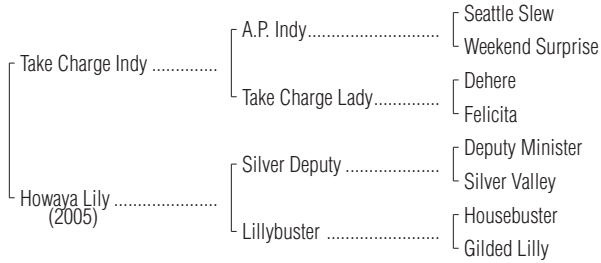 Seattle Slew
A.P. Indy..............................
Weekend Surprise
Take Charge Indy ...............
Dehere
Take Charge Lady...............
Felicita
Deputy Minister
Silver Deputy ......................
Silver Valley
Howaya Lily ........................
(2005)
Housebuster
Lillybuster ..........................
Gilded Lilly